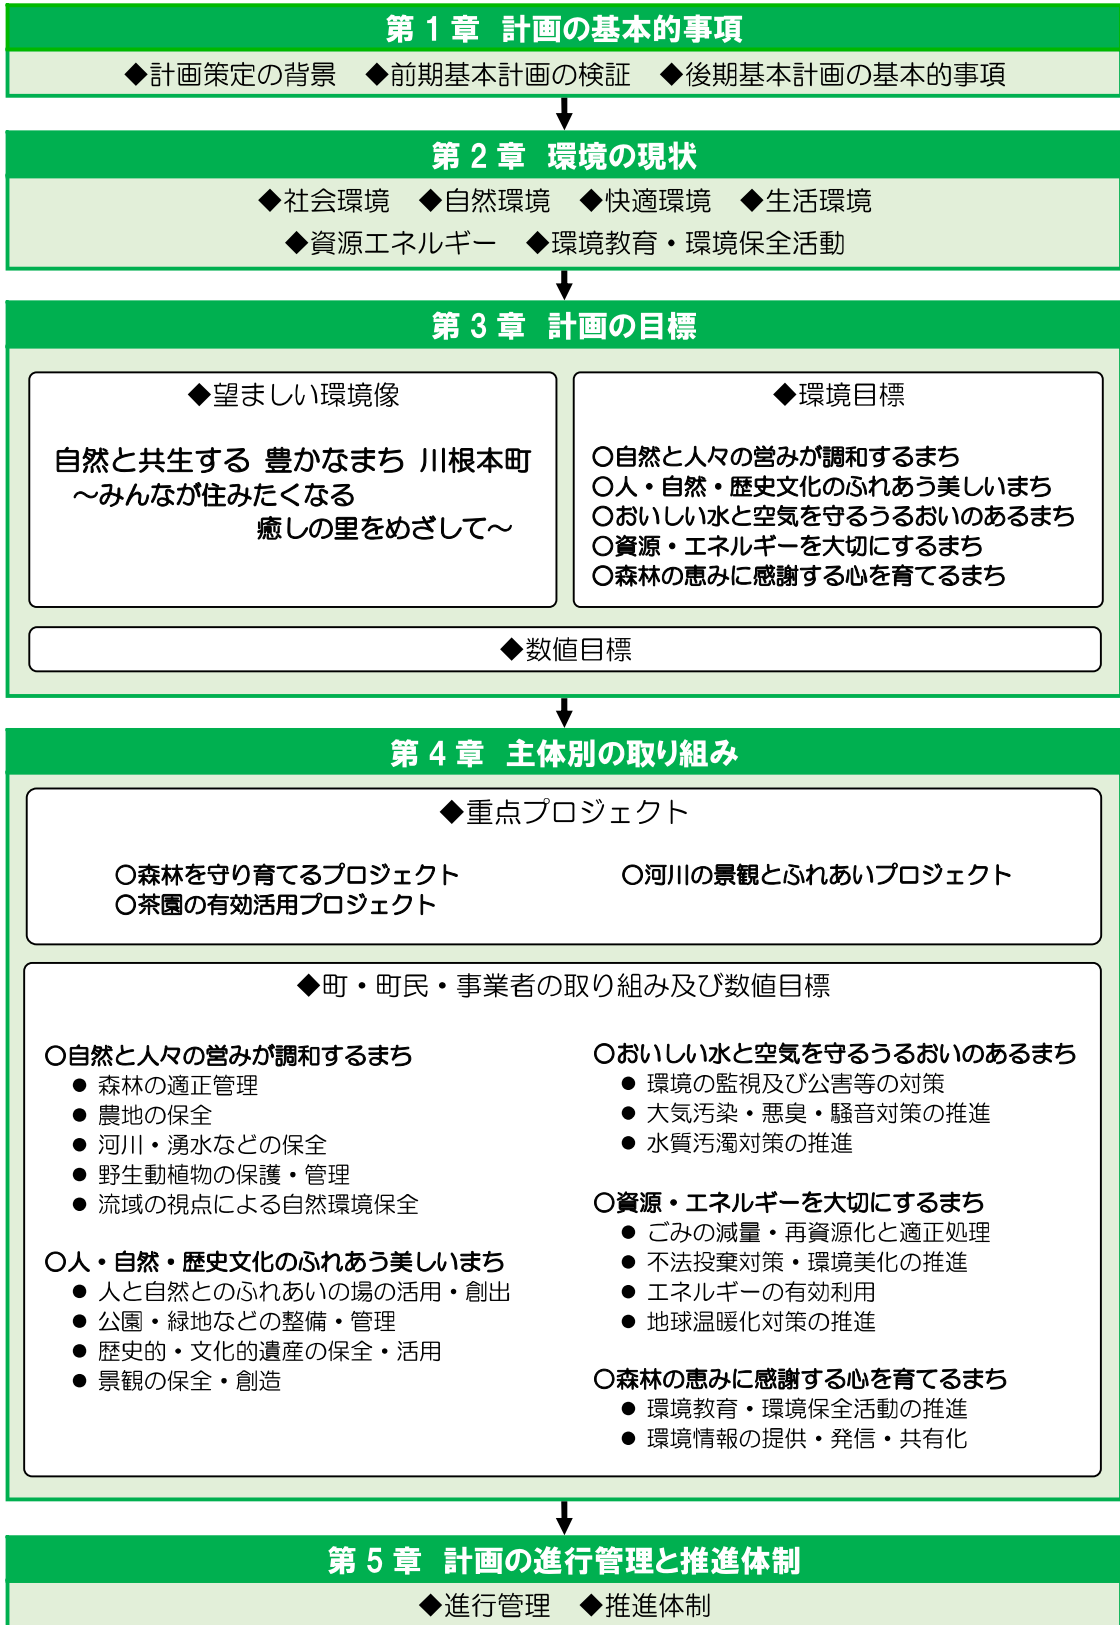 第1章 計画の基本的事項
◆計画策定の背景 ◆前期基本計画の検証 ◆後期基本計画の基本的事項
第2章 環境の現状
◆社会環境 ◆自然環境 ◆快適環境 ◆生活環境
◆資源エネルギー ◆環境教育・環境保全活動
第3章 計画の目標
◆望ましい環境像
自然と共生する 豊かなまち 川根本町
～みんなが住みたくなる
癒しの里をめざして～
◆環境目標
○自然と人々の営みが調和するまち
○人・自然・歴史文化のふれあう美しいまち
○おいしい水と空気を守るうるおいのあるまち
○資源・エネルギーを大切にするまち
○森林の恵みに感謝する心を育てるまち
◆数値目標
第4章 主体別の取り組み
◆重点プロジェクト
○森林を守り育てるプロジェクト
○茶園の有効活用プロジェクト
○河川の景観とふれあいプロジェクト
◆町・町民・事業者の取り組み及び数値目標
○自然と人々の営みが調和するまち
● 森林の適正管理
● 農地の保全
● 河川・湧水などの保全
● 野生動植物の保護・管理
● 流域の視点による自然環境保全
○人・自然・歴史文化のふれあう美しいまち
● 人と自然とのふれあいの場の活用・創出
● 公園・緑地などの整備・管理
● 歴史的・文化的遺産の保全・活用
● 景観の保全・創造
○おいしい水と空気を守るうるおいのあるまち
● 環境の監視及び公害等の対策
● 大気汚染・悪臭・騒音対策の推進
● 水質汚濁対策の推進
○資源・エネルギーを大切にするまち
● ごみの減量・再資源化と適正処理
● 不法投棄対策・環境美化の推進
● エネルギーの有効利用
● 地球温暖化対策の推進
○森林の恵みに感謝する心を育てるまち
● 環境教育・環境保全活動の推進
● 環境情報の提供・発信・共有化
第5章 計画の進行管理と推進体制
◆進行管理 ◆推進体制